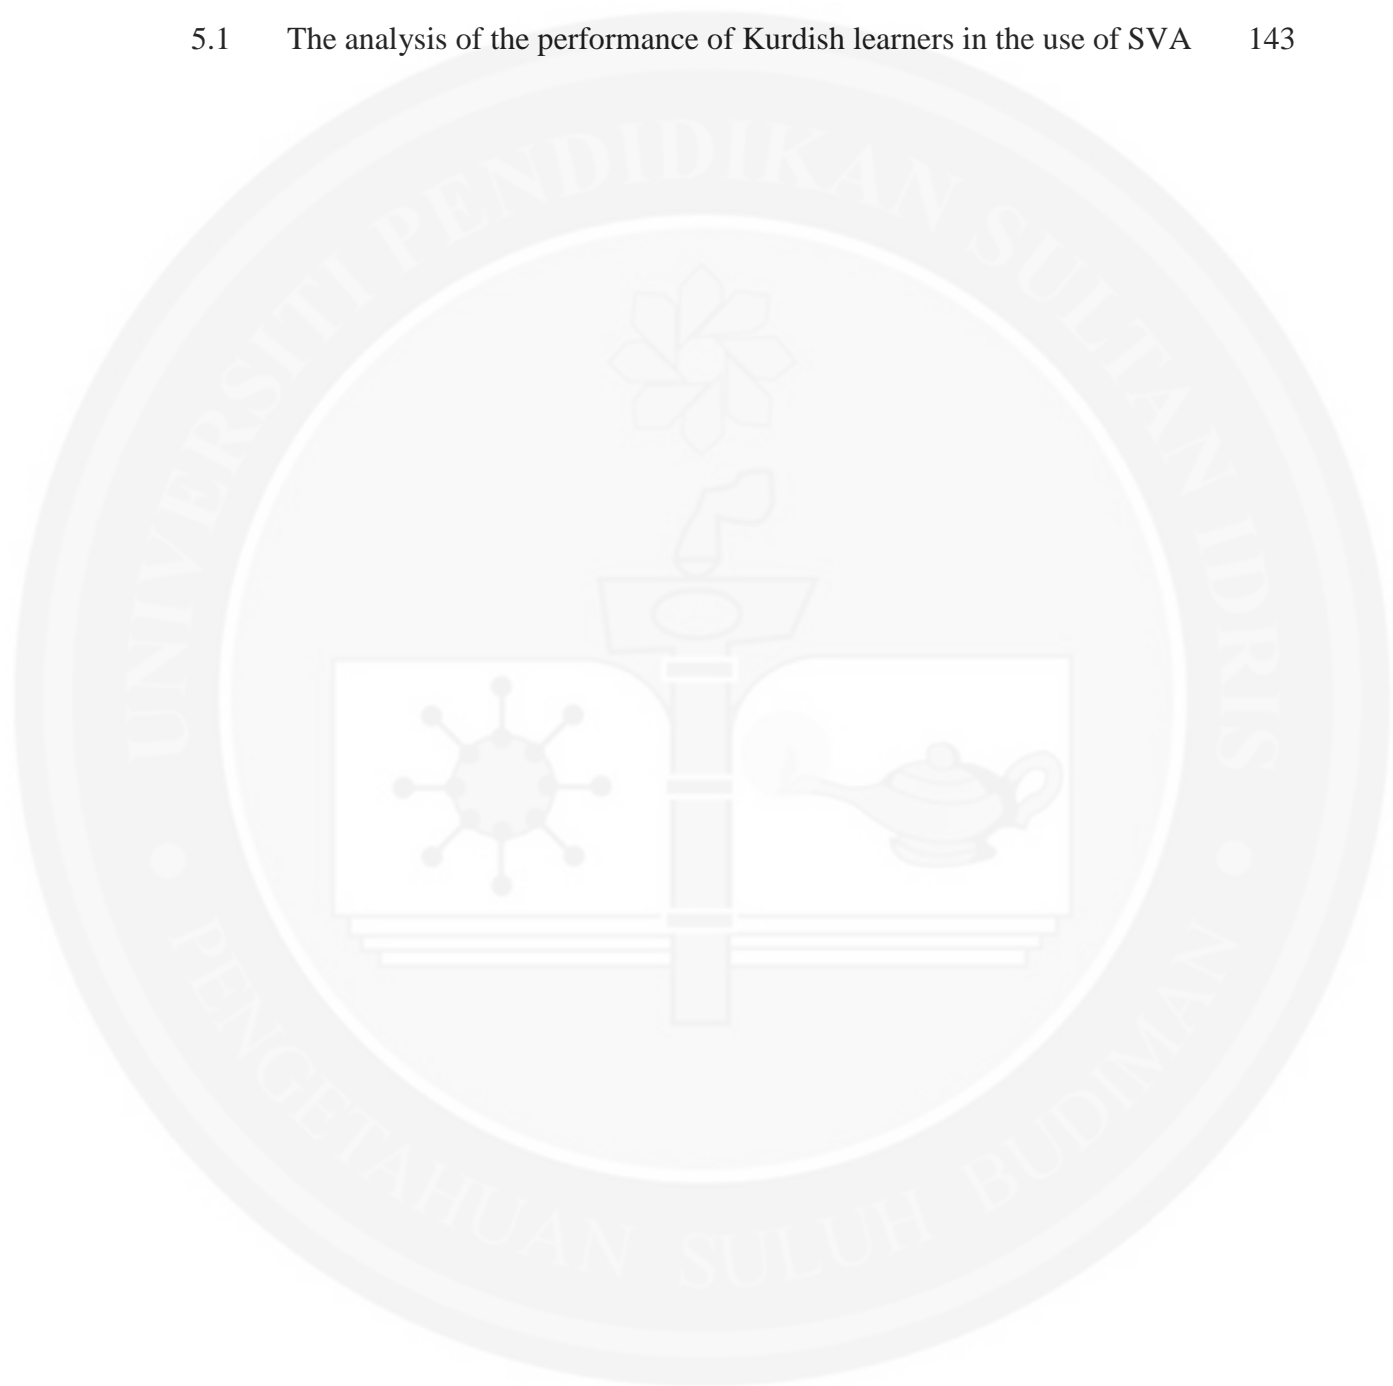 5.1 The analysis of the performance of Kurdish learners in the use of SVA 143
UNIVERSITI PENDIDIKAN SULTAN IDRIS
PENGETAHUAN SULUH BUDIMAN